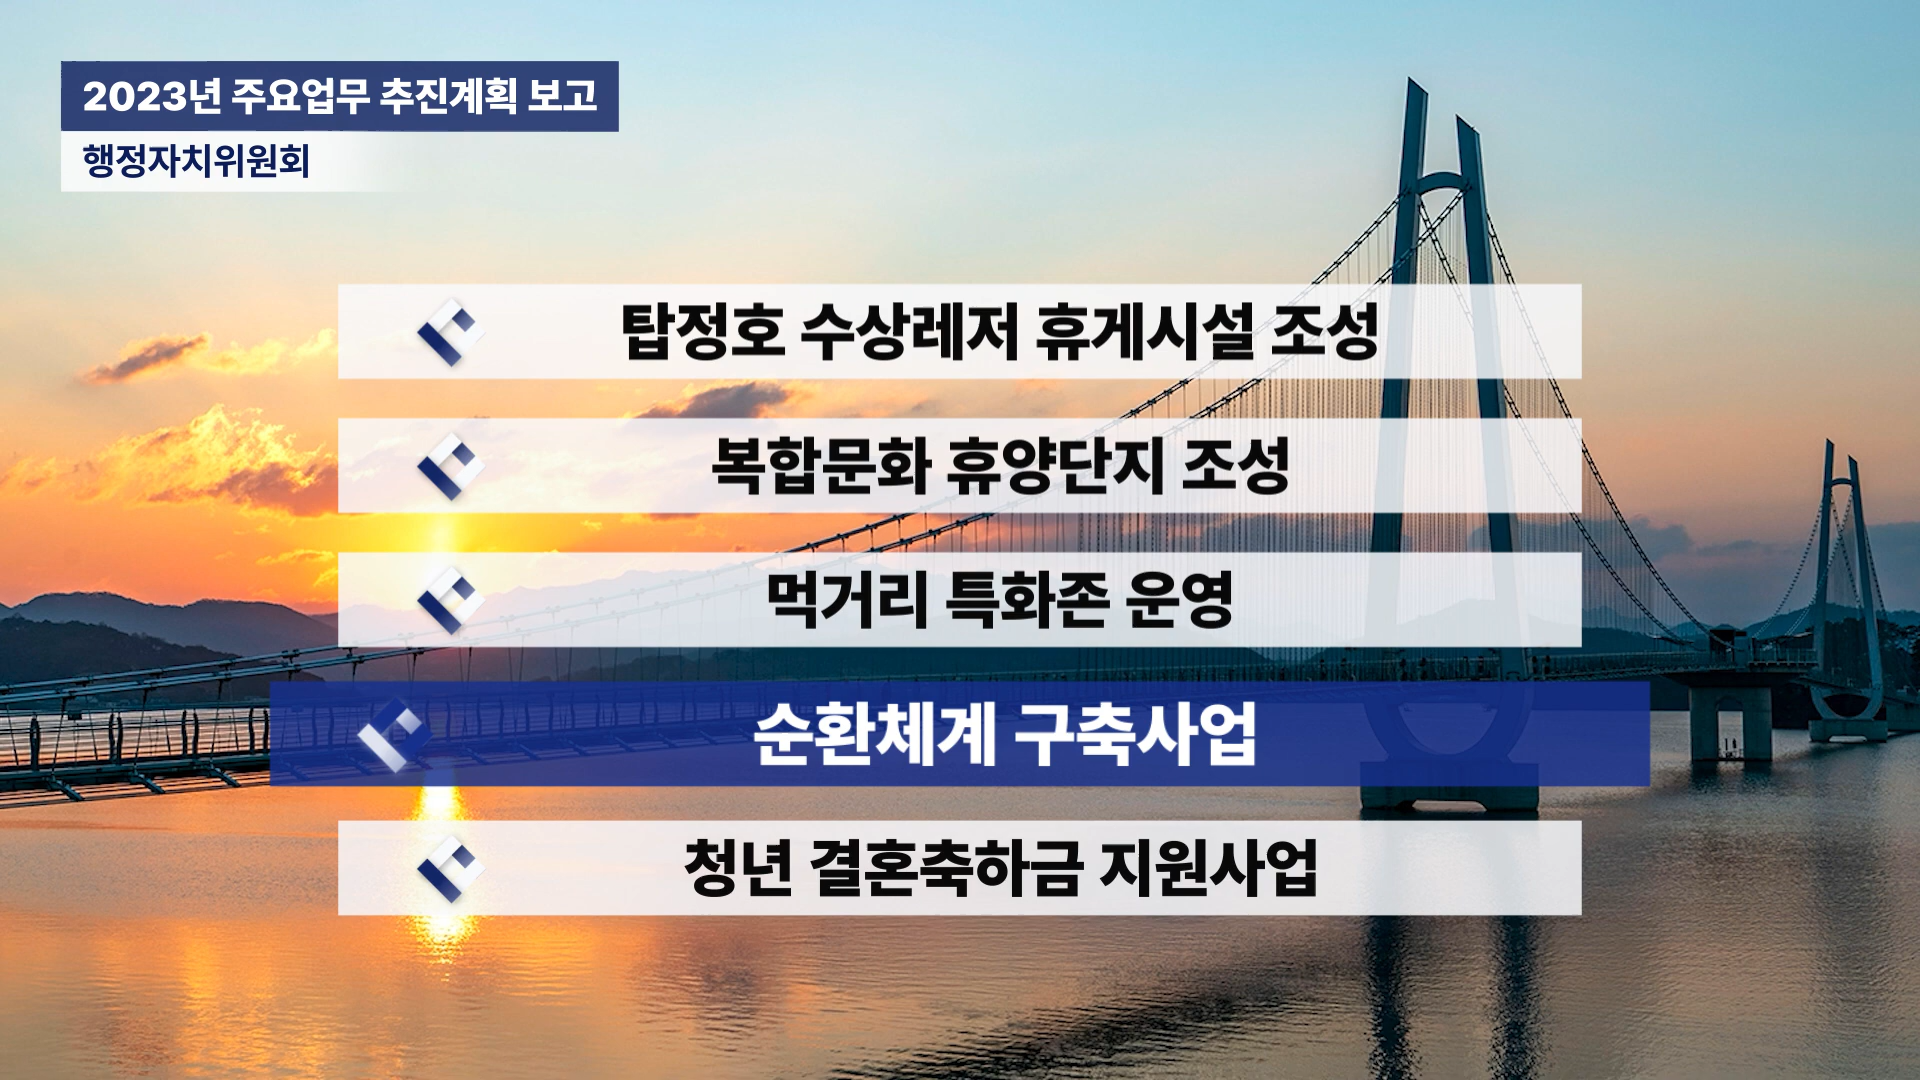 2023년 주요업무 추진계획 보고
행정자치위원회
탑정호 수상레저 휴게시설 조성
복합문화 휴양단지 조성
먹거리 특화존 운영
순환체계 구축사업
청년 결혼축하금 지원사업